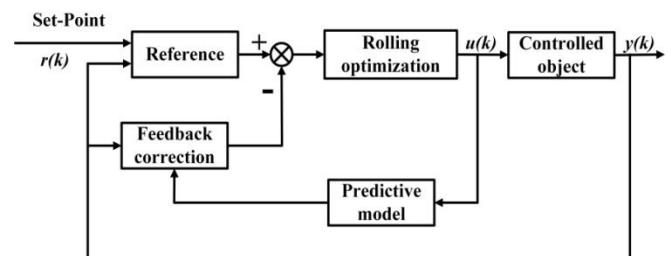 Set-Point
r(k)
Reference
+
-
Rolling
optimization
u(k)
Controlled
object
y(k)
Feedback
correction
Predictive
model